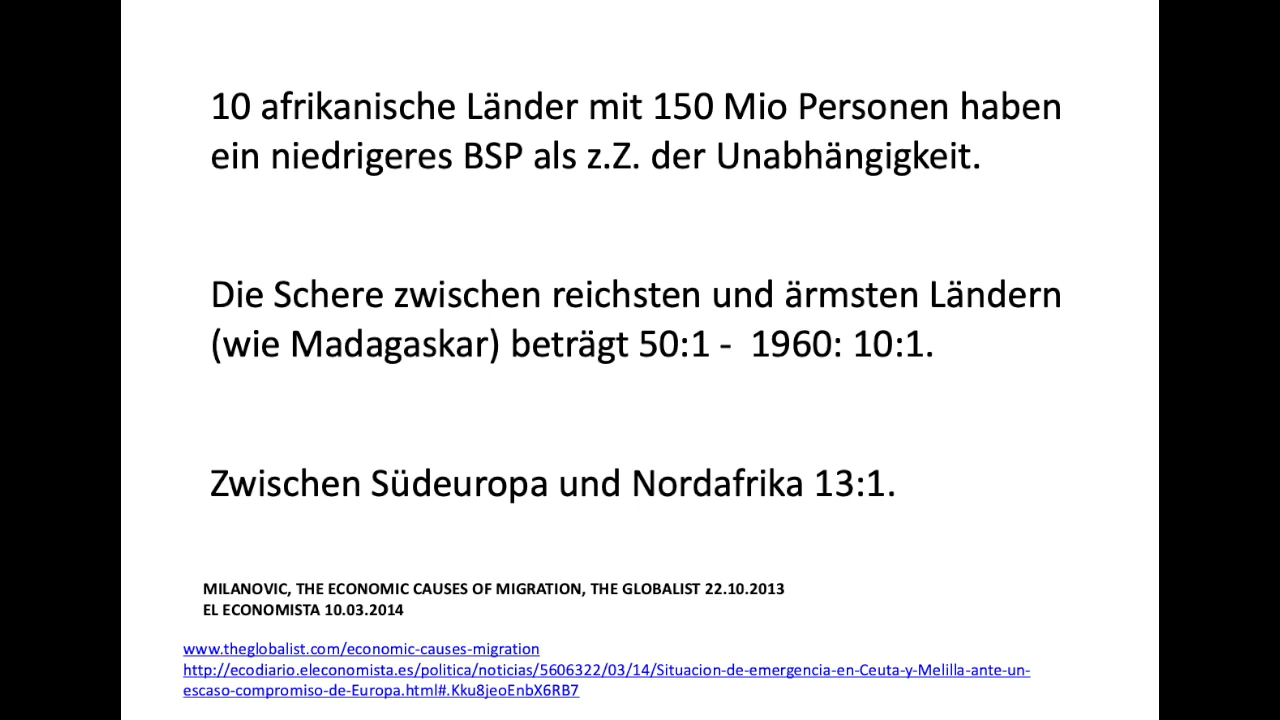 10 afrikanische Länder mit 150 Mio Personen haben
ein niedrigeres BSP als z.Z. der Unabhängigkeit.
Die Schere zwischen reichsten und ärmsten Ländern
(wie Madagaskar) beträgt 50:1 - 1960: 10:1.
Zwischen Südeuropa und Nordafrika 13:1.
MILANOVIC, THE ECONOMIC CAUSES OF MIGRATION, THE GLOBALIST 22.10.2013
EL ECONOMISTA 10.03.2014
www.theglobalist.com/economic-causes-migration
http://ecodiario.eleconomista.es/politica/noticias/5606322/03/14/Situacion-de-emergencia-en-Ceuta-y-Melilla-ante-un-
escaso-compromiso-de-Europa.html#.Kku8jeoEnbX6RB7